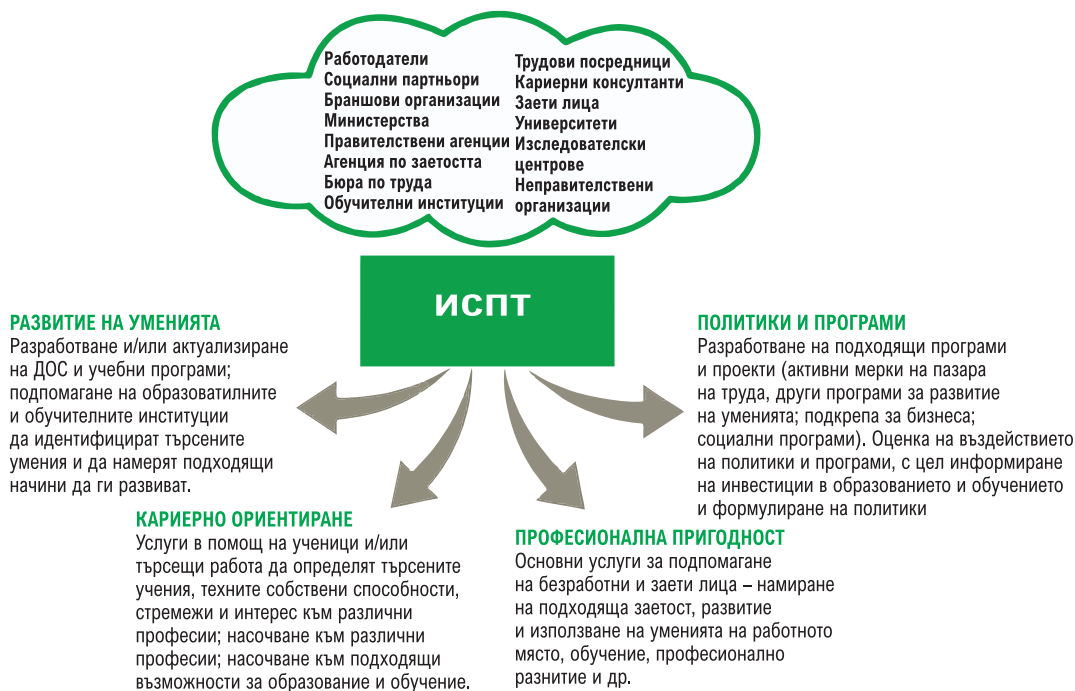 Работодатели
Социални партньори
Браншови организации
Министерства
Правителствени агенции
Агенция по заетостта
Бюра по труда
Обучителни институции
Трудови посредници
Кариерни консултанти
Заети лица
Университети
Изследователски
центрове
Неправителствени
организации
ИСПТ
РАЗВИТИЕ НА УМЕНИЯТА
Разработване и/или актуализиране
на ДОС и учебни програми;
подпомагане на образоватилните
и обучителните институции
да идентифицират търсените
умения и да намерят подходящи
начини да ги развиват.
КАРИЕРНО ОРИЕНТИРАНЕ
Услуги в помощ на ученици и/или
търсещи работа да определят търсените
учения, техните собствени способности,
стремежи и интерес към различни
професии; насочване към различни
професии; насочване към подходящи
възможности за образование и обучение.
ПРОФЕСИОНАЛНА ПРИГОДНОСТ
Основни услуги за подпомагане
на безработни и заети лица – намиране
на подходяща заетост, развитие
и използване на уменията на работното
място, обучение, професионално
разнитие и др.
ПОЛИТИКИ И ПРОГРАМИ
Разработване на подходящи програми
и проекти (активни мерки на пазара
на труда, други програми за развитие
на уменията; подкрепа за бизнеса;
социални програми). Оценка на въздействието
на политики и програми, с цел информиране
на инвестиции в образованието и обучението
и формулиране на политики